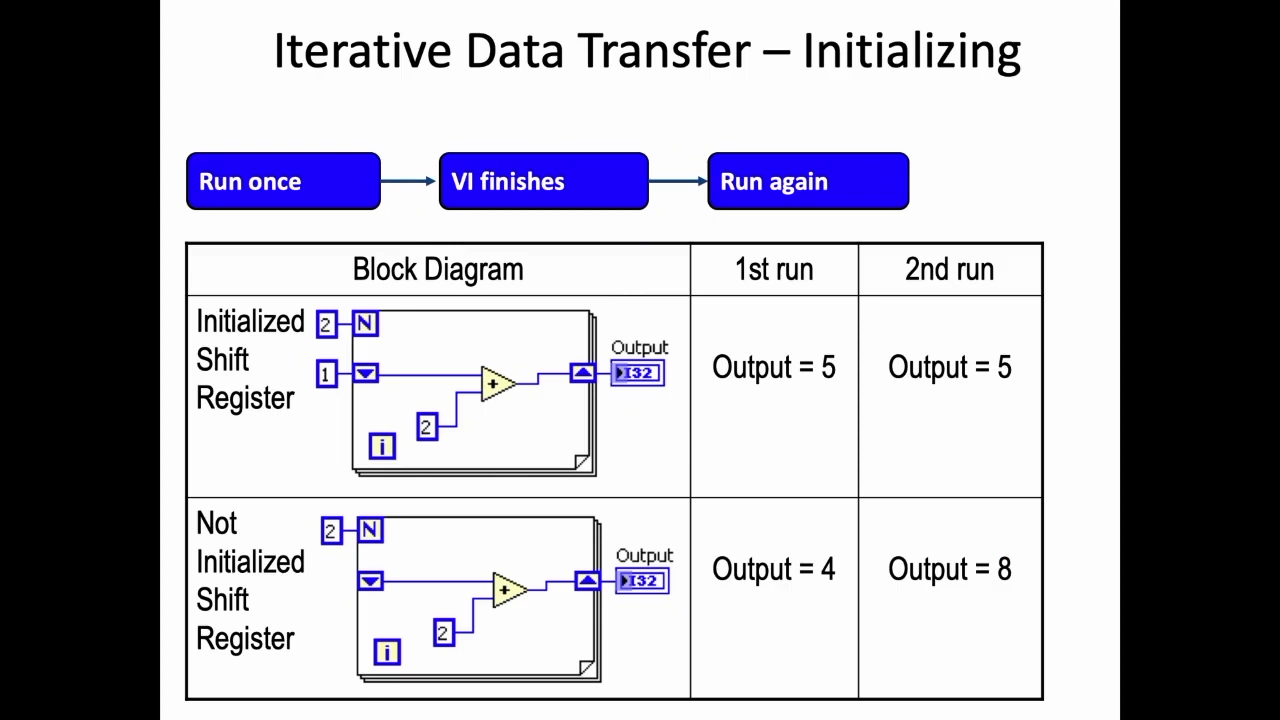 Iterative Data Transfer – Initializing
Run once
VI finishes
Run again
Block Diagram
1st run
2nd run
Initialized
Shift
Register
2
N
1
+
2
i
Output
I32
Output = 5
Output = 5
Not
Initialized
Shift
Register
2
N
+
2
i
Output
I32
Output = 4
Output = 8